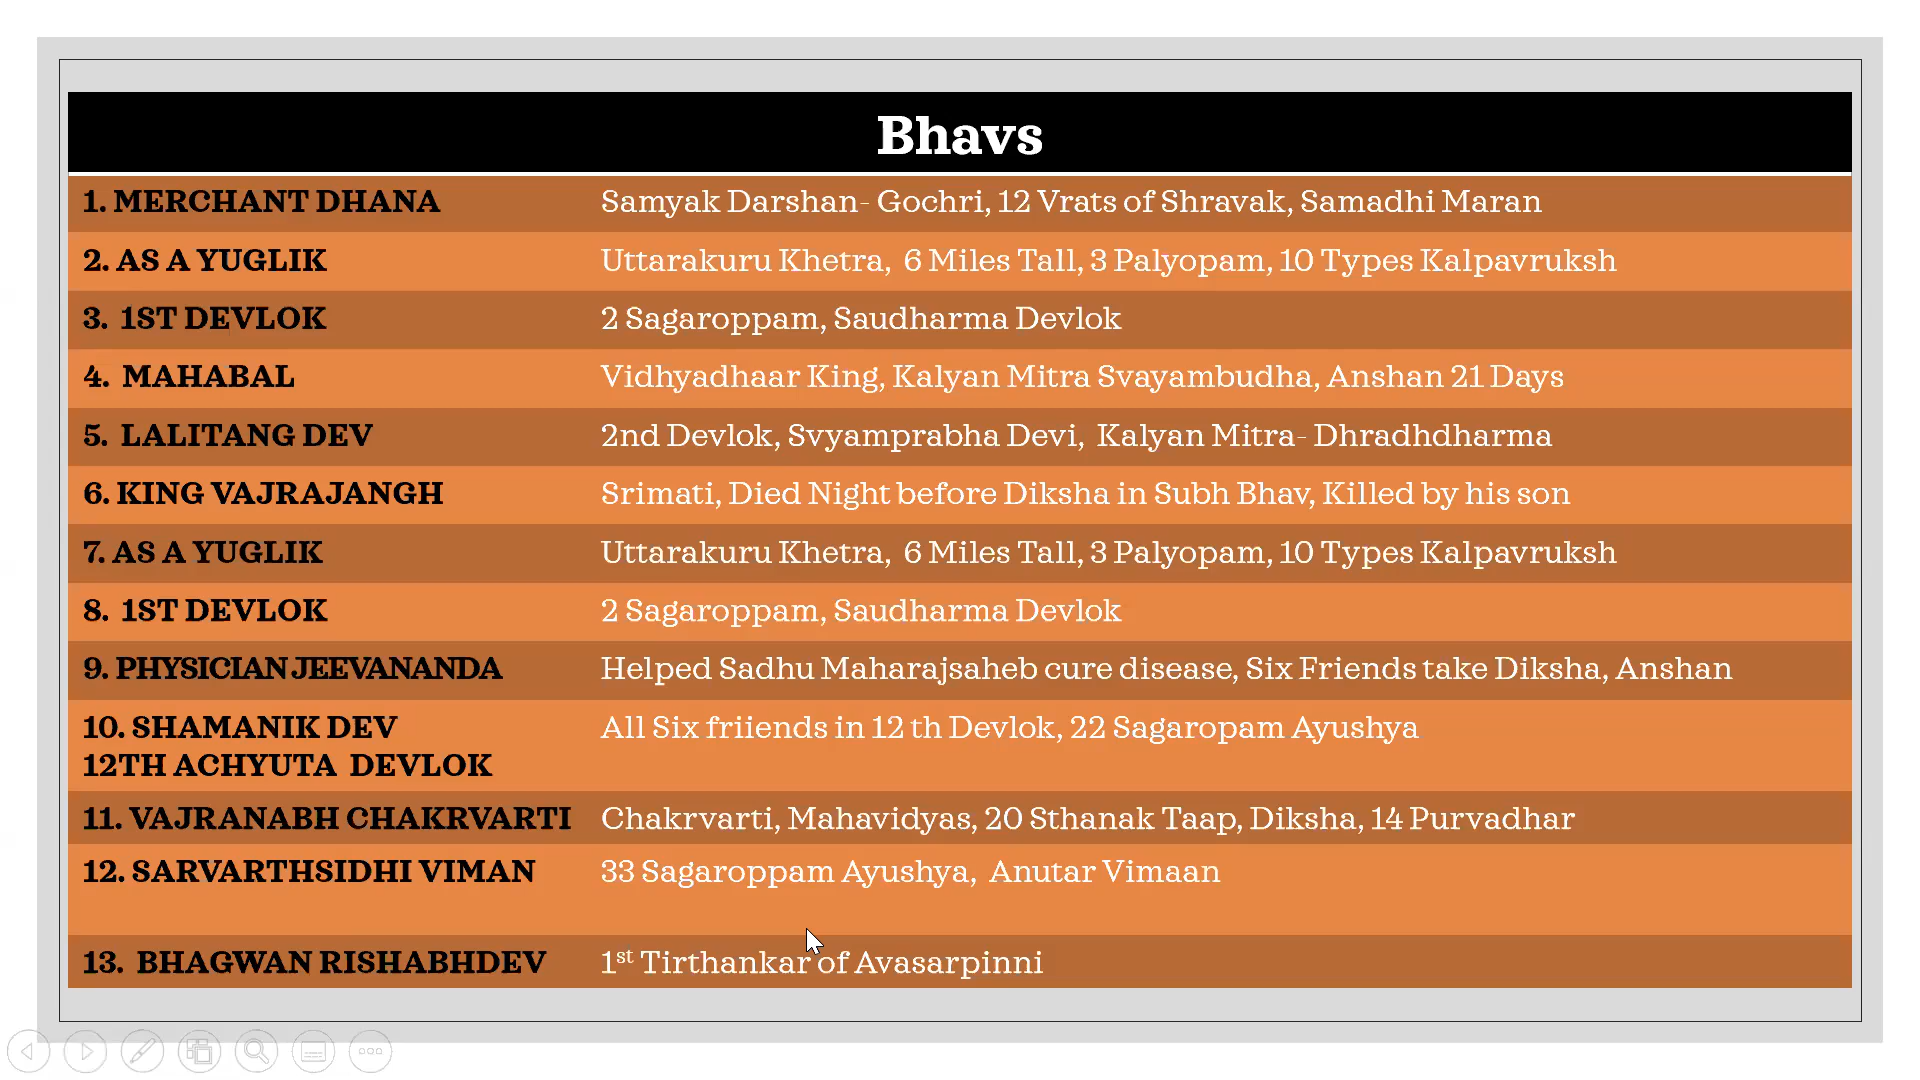 Bhavs
1. MERCHANT DHANA Samyak Darshan- Gochri, 12 Vrats of Shravak, Samadhi Maran
2. AS A YUGLIK Uttarakuru Khetra, 6 Miles Tall, 3 Palyopam, 10 Types Kalpavruksh
3. 1ST DEVLOK 2 Sagaroppam, Saudharma Devlok
4. MAHABAL Vidhyadhaar King, Kalyan Mitra Svayambudha, Anshan 21 Days
5. LALITANG DEV 2nd Devlok, Svyamprabha Devi, Kalyan Mitra- Dhradhdharma
6. KING VAJRAJANGH Srimati, Died Night before Diksha in Subh Bhav, Killed by his son
7. AS A YUGLIK Uttarakuru Khetra, 6 Miles Tall, 3 Palyopam, 10 Types Kalpavruksh
8. 1ST DEVLOK 2 Sagaroppam, Saudharma Devlok
9. PHYSICIAN JEEVANANDA Helped Sadhu Maharajsaheb cure disease, Six Friends take Diksha, Anshan
10. SHAMANIK DEV All Six friiends in 12 th Devlok, 22 Sagaropam Ayushya
12TH ACHYUTA DEVLOK
11. VAJRANABH CHAKRVARTI Chakrvarti, Mahavidyas, 20 Sthanak Taap, Diksha, 14 Purvadhar
12. SARVARTHSIDHI VIMAN 33 Sagaroppam Ayushya, Anutar Vimaan
13. BHAGWAN RISHABHDEV 1st Tirthankar of Avasarpinni